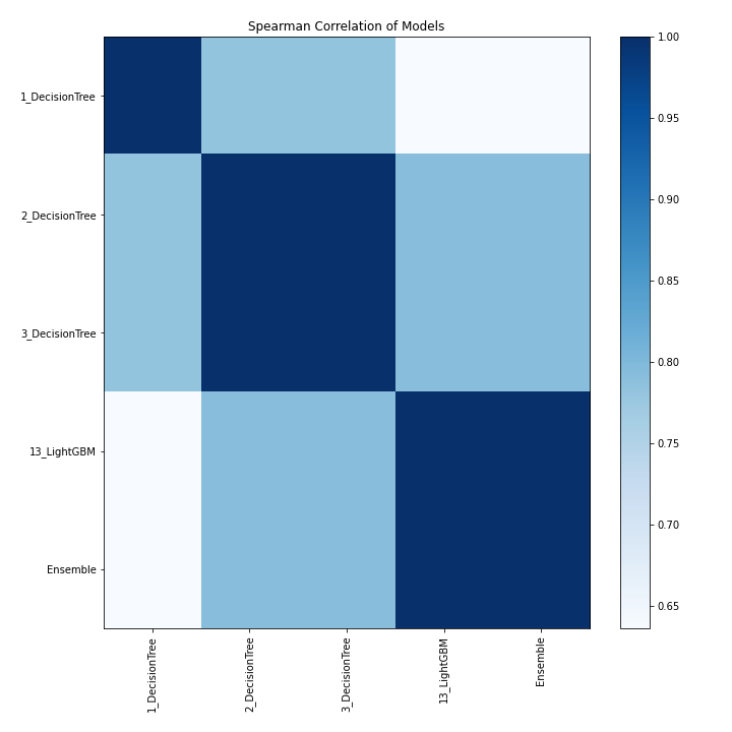 Spearman Correlation of Models
1_DecisionTree
2_DecisionTree
3_DecisionTree
13_LightGBM
Ensemble
1_DecisionTree
2_DecisionTree
3_DecisionTree
13_LightGBM
Ensemble
1.00
0.95
0.90
0.85
0.80
0.75
0.70
0.65